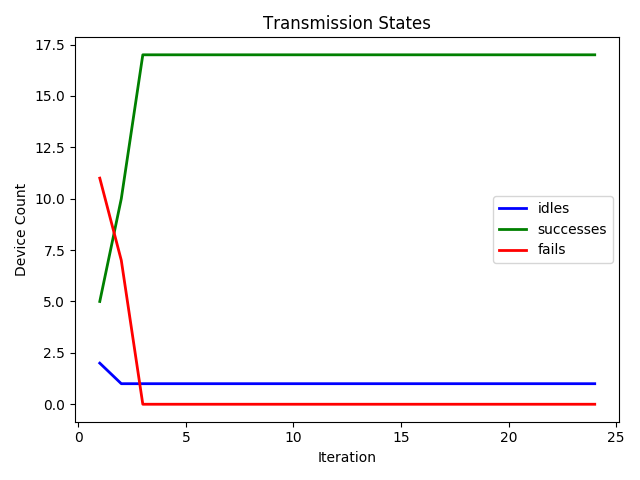 Transmission States
17.5
15.0
12.5
10.0
7.5
5.0
2.5
0.0
Device Count
idles
successes
fails
0 5 10 15 20 25
Iteration